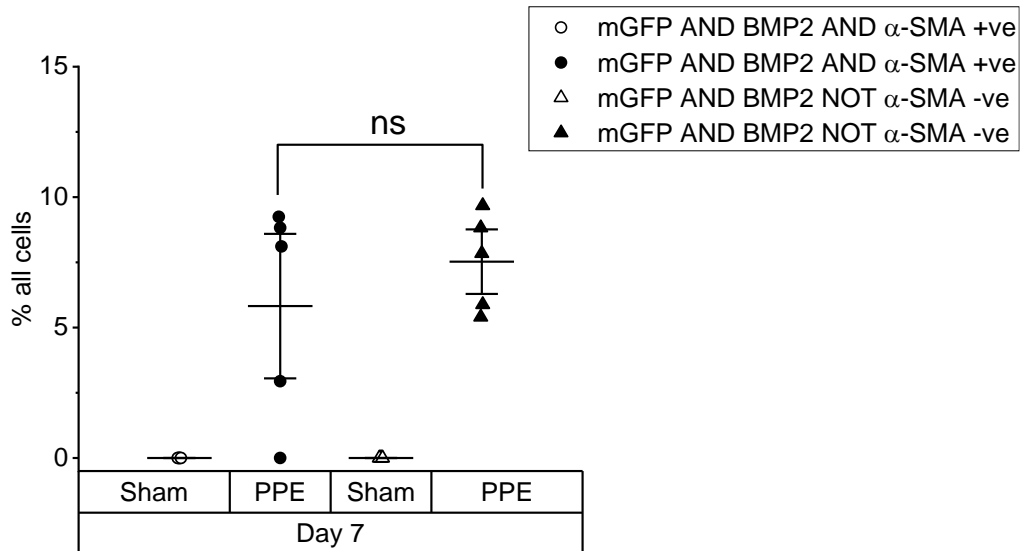 mGFP AND BMP2 AND α-SMA +ve
mGFP AND BMP2 AND α-SMA +ve
mGFP AND BMP2 NOT α-SMA -ve
mGFP AND BMP2 NOT α-SMA -ve
15
ns
10
% all cells
5
0
Sham PPE Sham PPE
Day 7